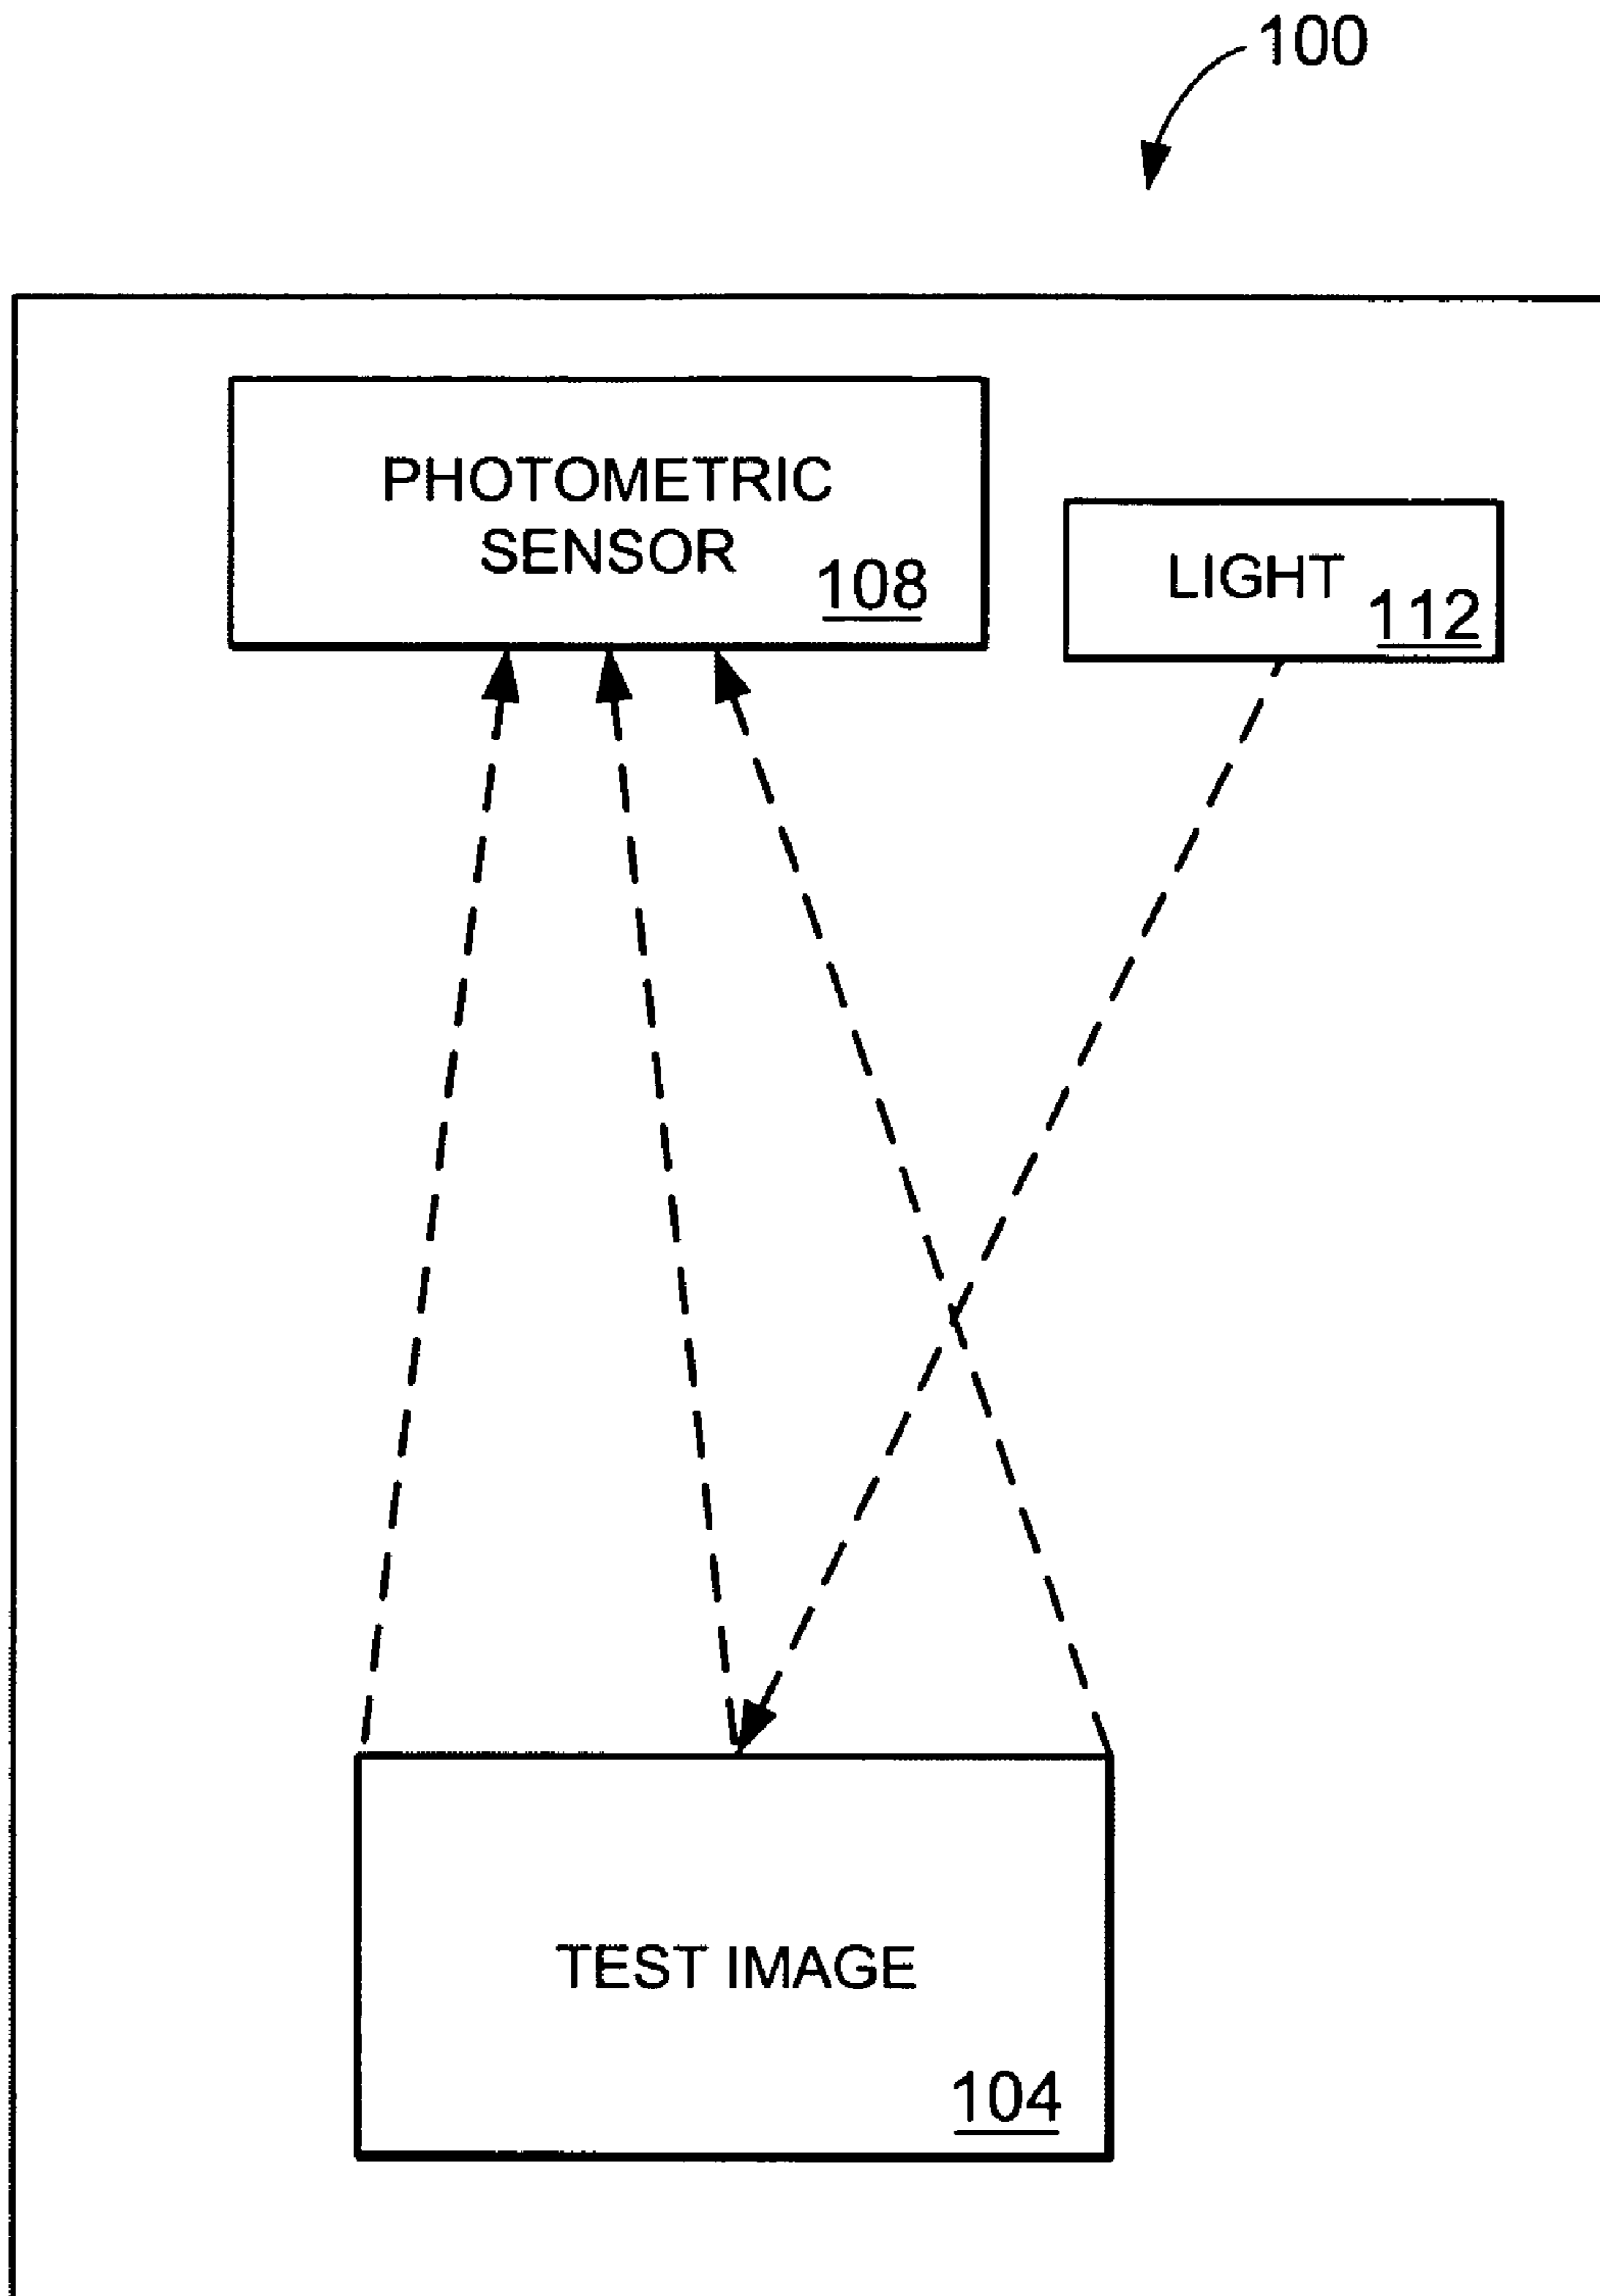 100
PHOTOMETRIC
SENSOR
108
LIGHT
112
TEST IMAGE
104